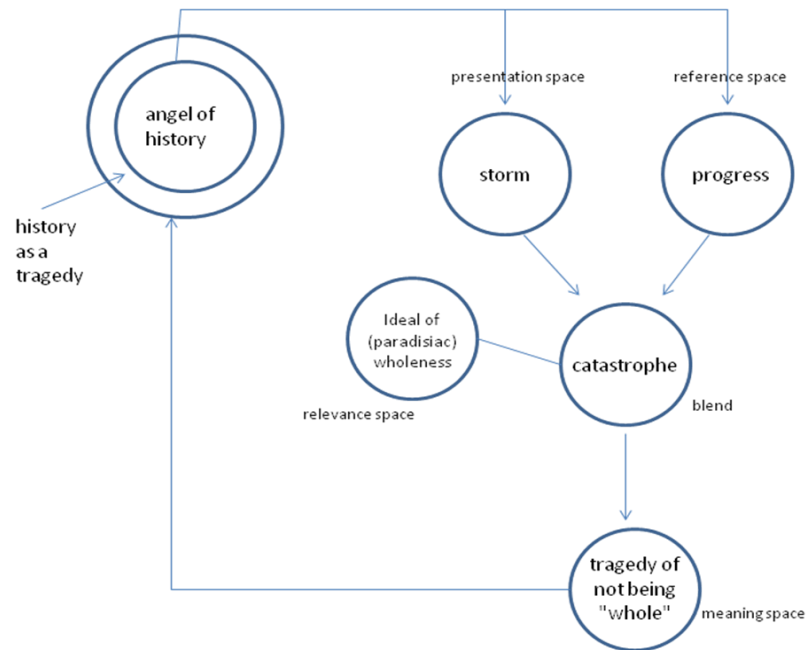 presentation space
reference space
angel of
history
storm
progress
history
as a
tragedy
Ideal of
(paradisiac)
wholeness
relevance space
catastrophe
blend
tragedy of
not being
"whole"
meaning space